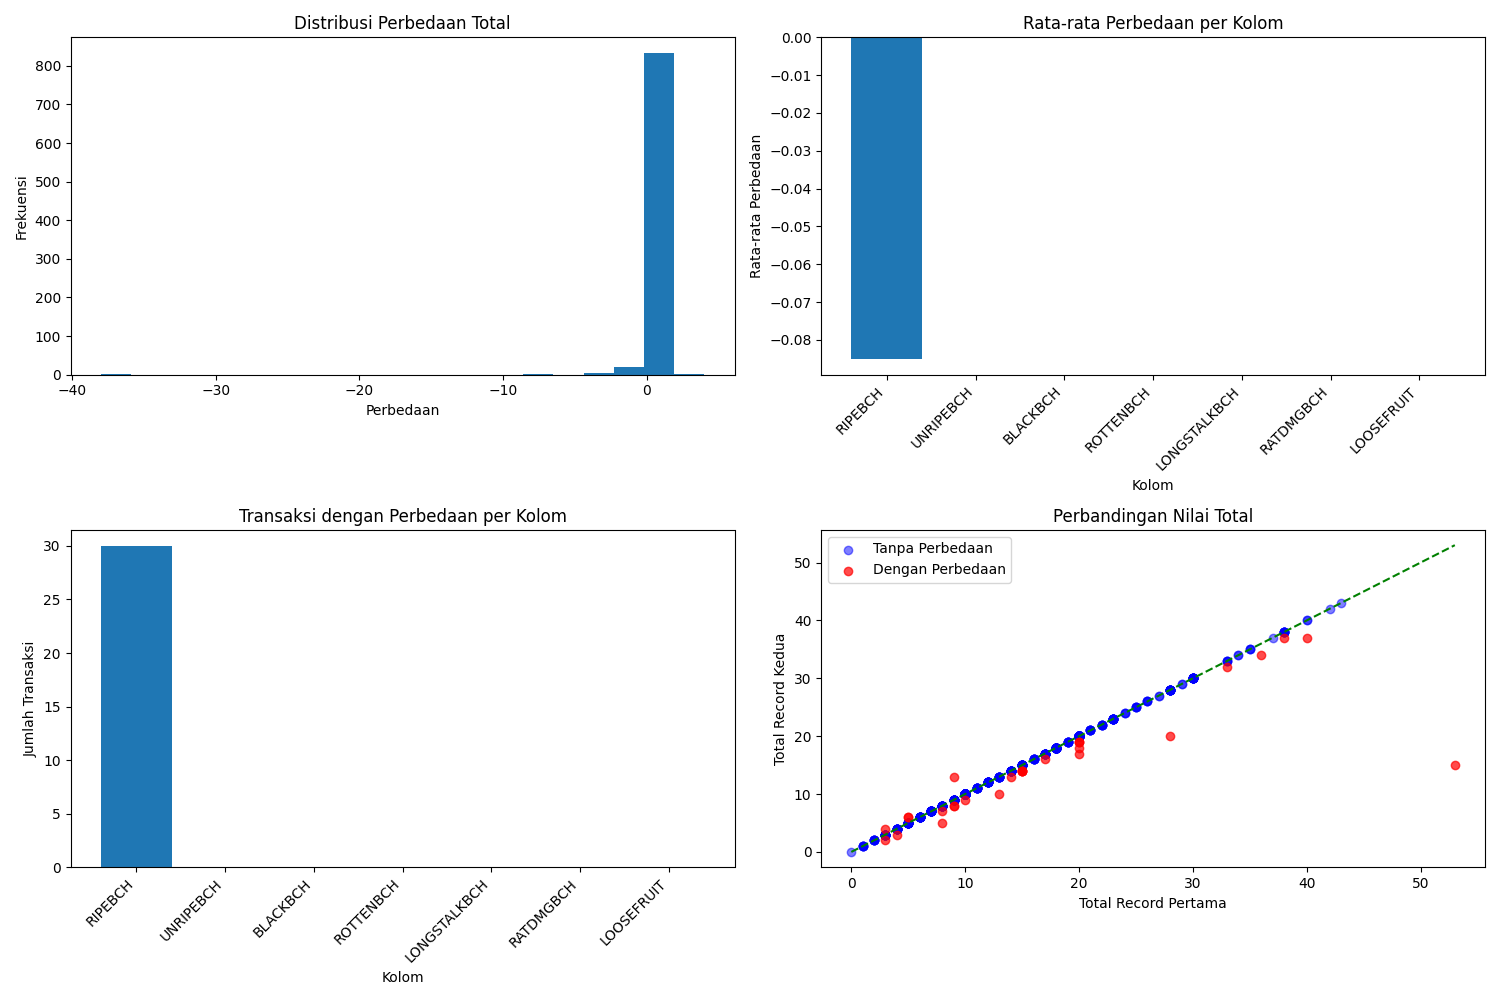 Distribusi Perbedaan Total
Frekuensi
800
700
600
500
400
300
200
100
0
−40
−30
−20
−10
0
Perbedaan
Rata-rata Perbedaan per Kolom
Rata-rata Perbedaan
0.00
−0.01
−0.02
−0.03
−0.04
−0.05
−0.06
−0.07
−0.08
RIPEBCH
UNRIPEBCH
BLACKBCH
ROTTENBCH
LONGSTALKBCH
RATDMGBCH
LOOSEFRUIT
Kolom
Transaksi dengan Perbedaan per Kolom
Jumlah Transaksi
30
25
20
15
10
5
0
RIPEBCH
UNRIPEBCH
BLACKBCH
ROTTENBCH
LONGSTALKBCH
RATDMGBCH
LOOSEFRUIT
Kolom
Perbandingan Nilai Total
Tanpa Perbedaan
Dengan Perbedaan
Total Record Kedua
50
40
30
20
10
0
0
10
20
30
40
50
Total Record Pertama